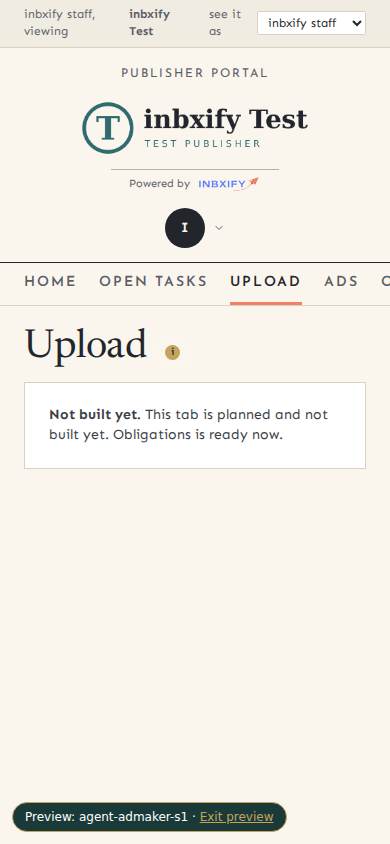 inbxify staff, viewing
inbxify Test
see it as
inbxify staff
PUBLISHER PORTAL
T
inbxify Test
TEST PUBLISHER
Powered by INBXIFY
I
HOME OPEN TASKS UPLOAD ADS
Upload i
Not built yet. This tab is planned and not
built yet. Obligations is ready now.
Preview: agent-admaker-s1 · Exit preview